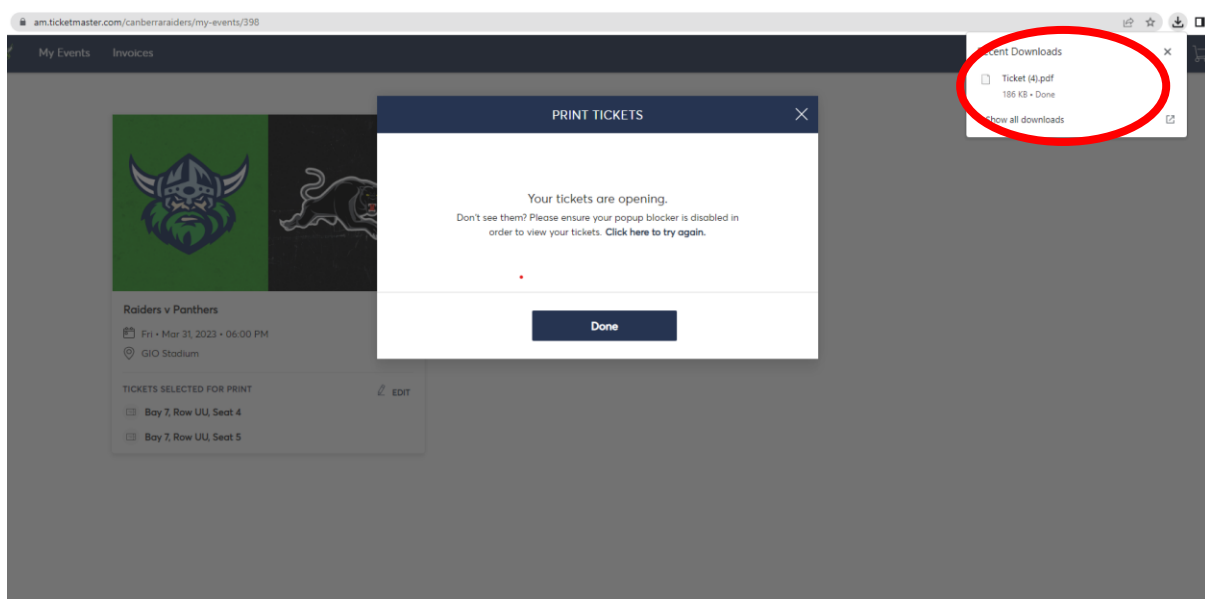 am.ticketmaster.com/canberraraiders/my-events/398
My Events Invoices
Recent Downloads
Ticket (4).pdf
186 KB • Done
Show all downloads
PRINT TICKETS
Your tickets are opening.
Don't see them? Please ensure your popup blocker is disabled in
order to view your tickets. Click here to try again.
Done
Raiders v Panthers
Fri • Mar 31, 2023 • 06:00 PM
GIO Stadium
TICKETS SELECTED FOR PRINT EDIT
Bay 7, Row UU, Seat 4
Bay 7, Row UU, Seat 5